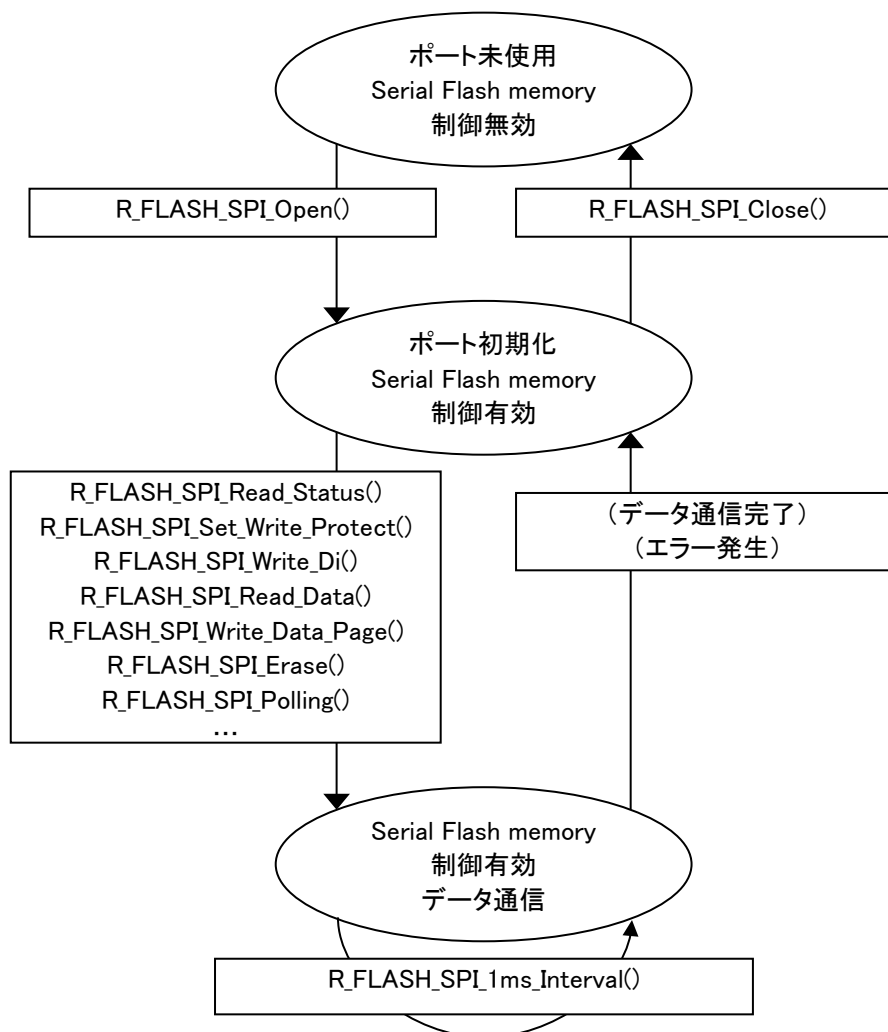 ポート未使用
Serial Flash memory
制御無効
R_FLASH_SPI_Open()
R_FLASH_SPI_Close()
ポート初期化
Serial Flash memory
制御有効
R_FLASH_SPI_Read_Status()
R_FLASH_SPI_Set_Write_Protect()
R_FLASH_SPI_Write_Di()
R_FLASH_SPI_Read_Data()
R_FLASH_SPI_Write_Data_Page()
R_FLASH_SPI_Erase()
R_FLASH_SPI_Polling()
…
（データ通信完了）
（エラー発生）
Serial Flash memory
制御有効
データ通信
R_FLASH_SPI_1ms_Interval()